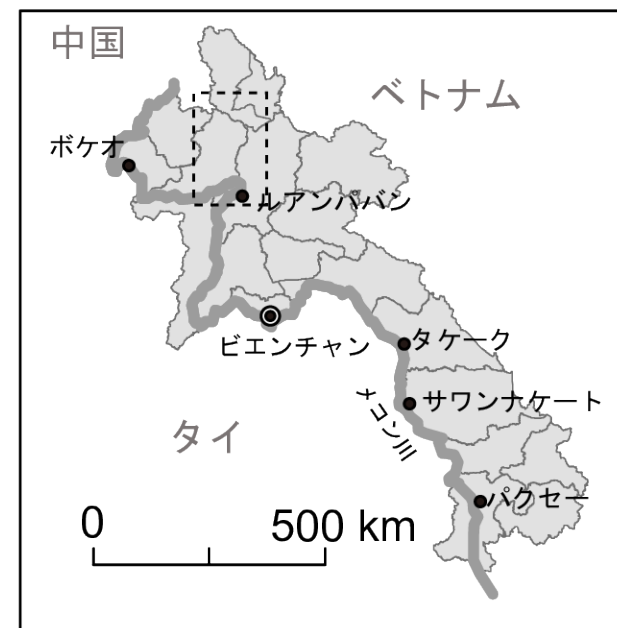 中国
ベトナム
ボケオ
ルアンパバン
ビエンチャン
タケーク
メコン川
サワンナケート
タイ
パクセー
0
500 km